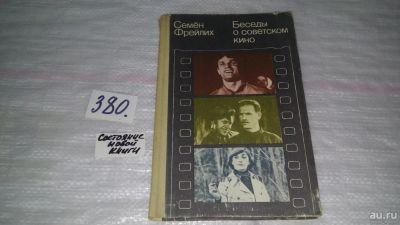 Семён
Фрейлих
Беседы
о советском
кино
380.
Состояние
новой
книги
au.ru